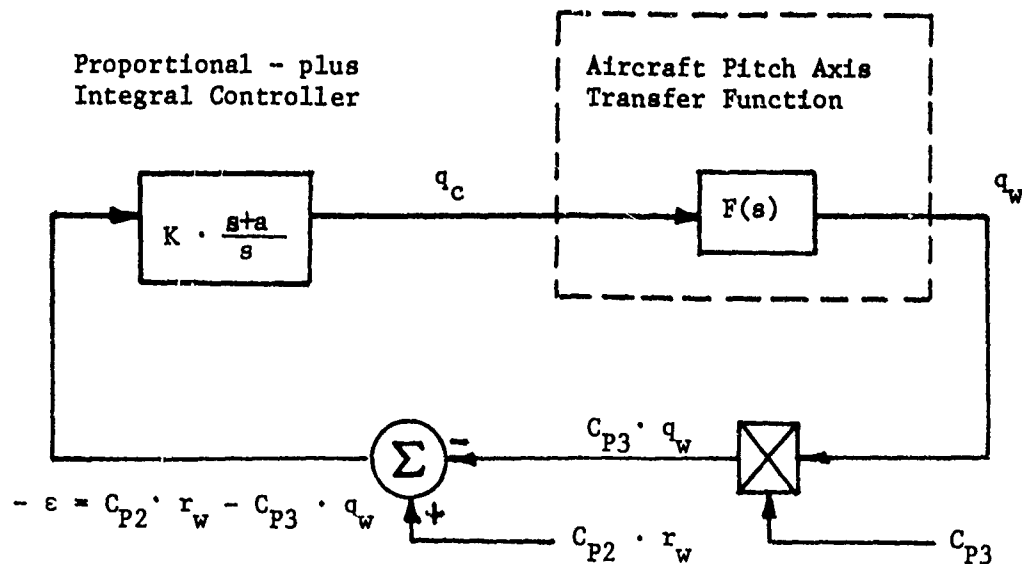 Proportional - plus
Integral Controller
Aircraft Pitch Axis
Transfer Function
q_c
q_w
K · s+a/s
F(s)
C_P3 · q_w
Σ
-
+
- ε = C_P2 · r_w - C_P3 · q_w
C_P2 · r_w
C_P3